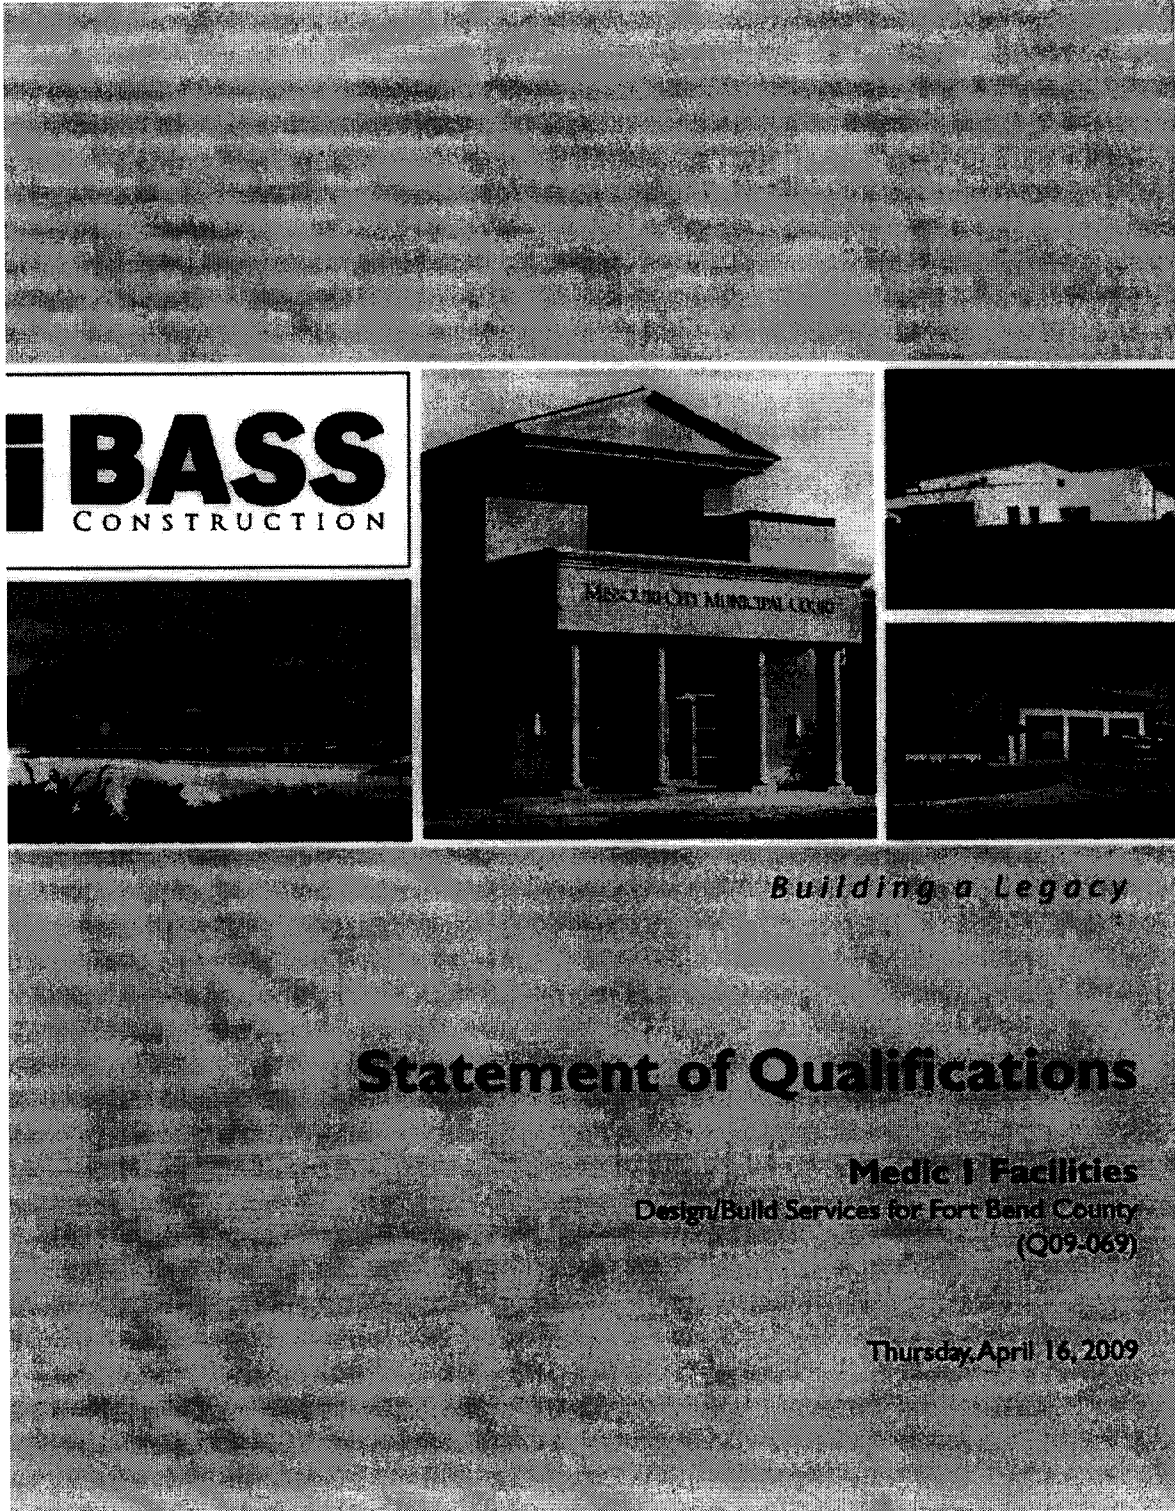 BASS
CONSTRUCTION
MISSOURI CITY MUNICIPAL COURT
Building a Legacy
Statement of Qualifications
Medic 1 Facilities
Design/Build Services for Fort Bend County
(Q09-069)
Thursday, April 16, 2009